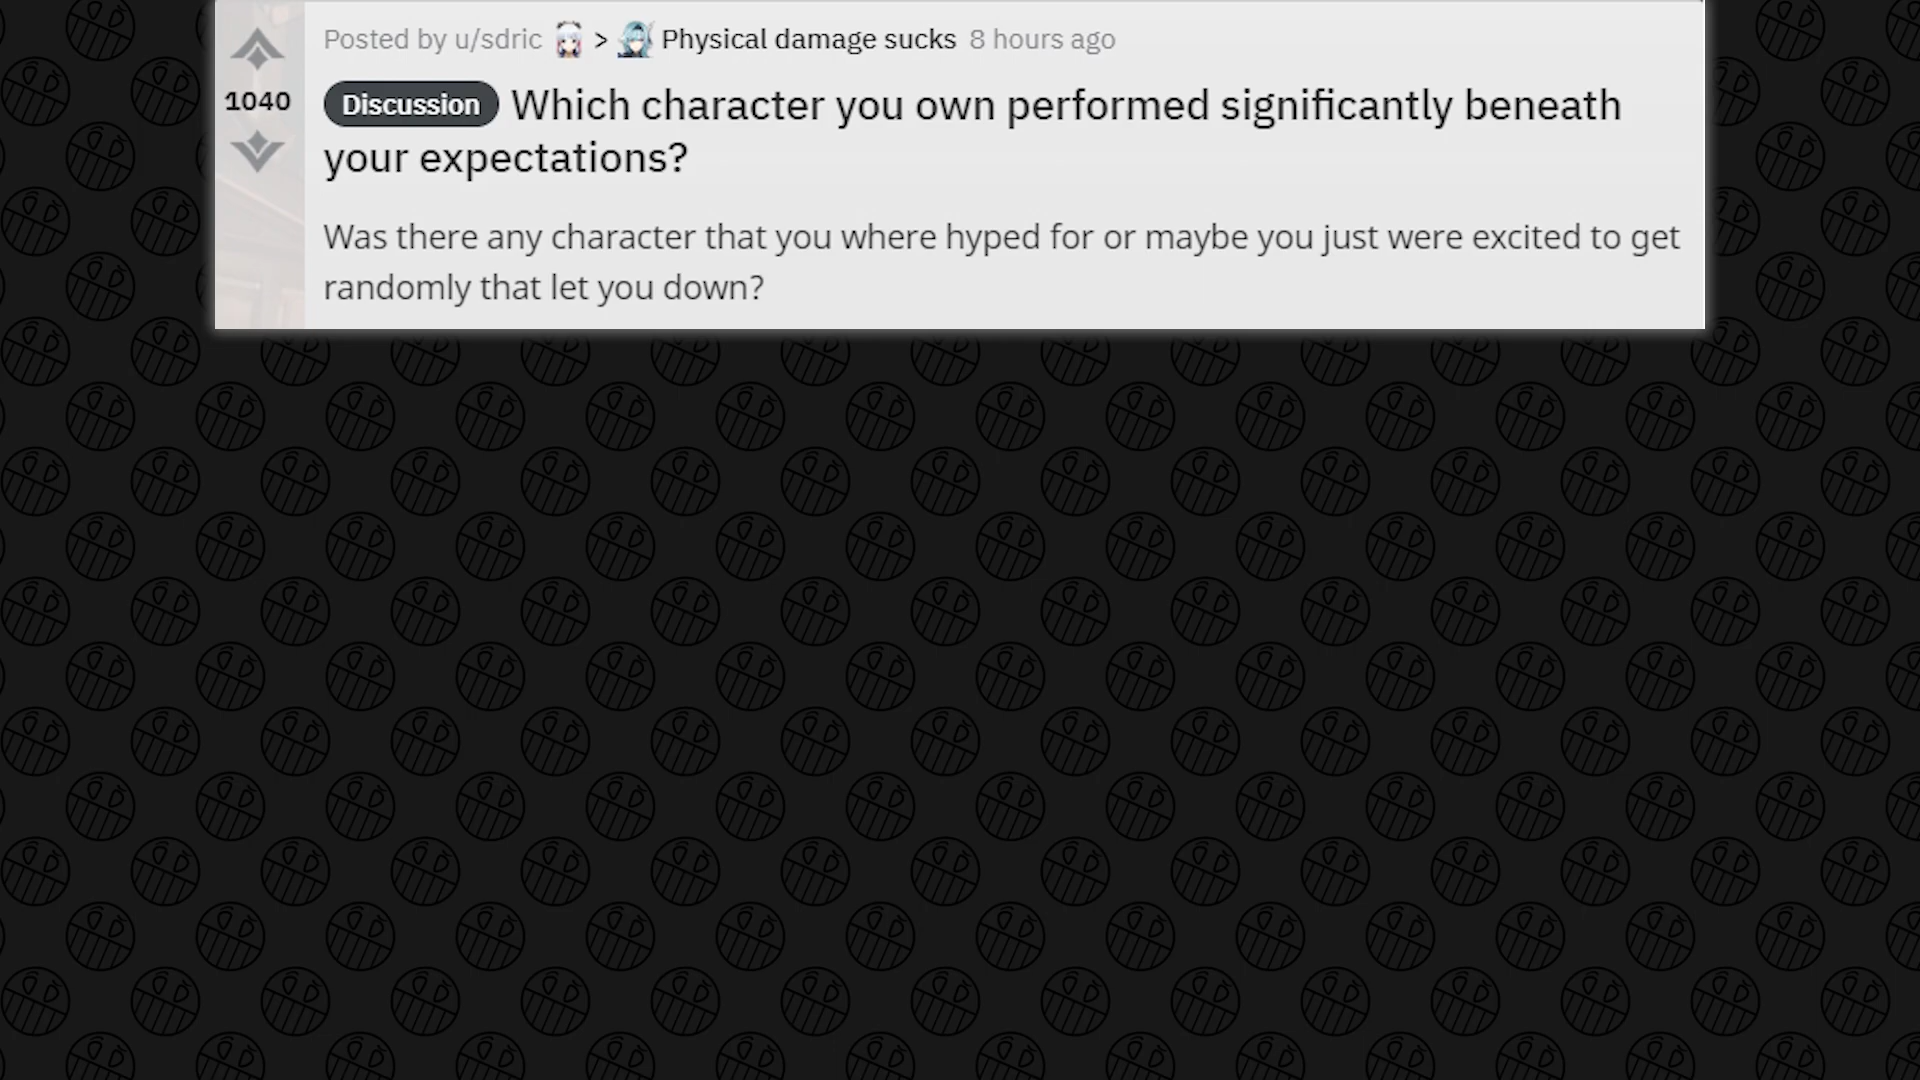 Posted by u/sdric > Physical damage sucks 8 hours ago
1040
Discussion Which character you own performed significantly beneath
your expectations?
Was there any character that you where hyped for or maybe you just were excited to get
randomly that let you down?